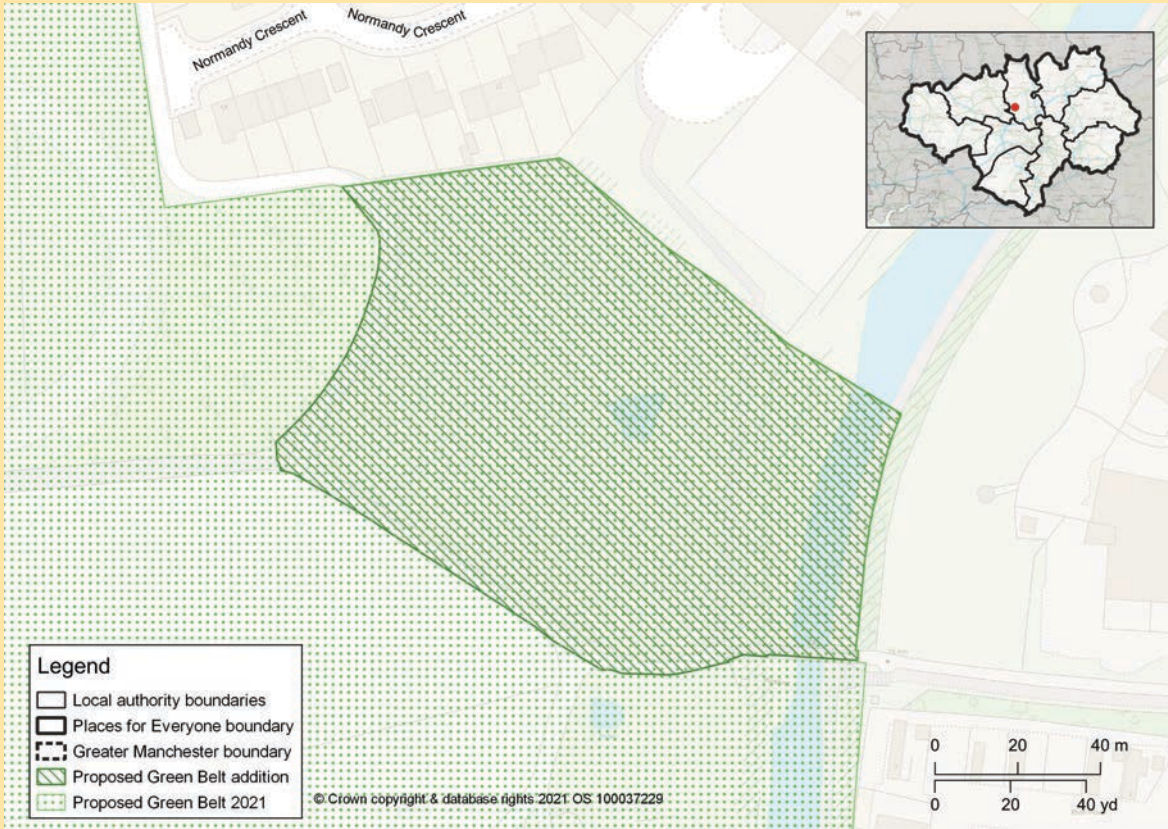 Normandy Crescent
Normandy Crescent
Tank
Legend
Local authority boundaries
Places for Everyone boundary
Greater Manchester boundary
Proposed Green Belt addition
Proposed Green Belt 2021
© Crown copyright & database rights 2021 OS 100037229
0 20 40 m
0 20 40 yd